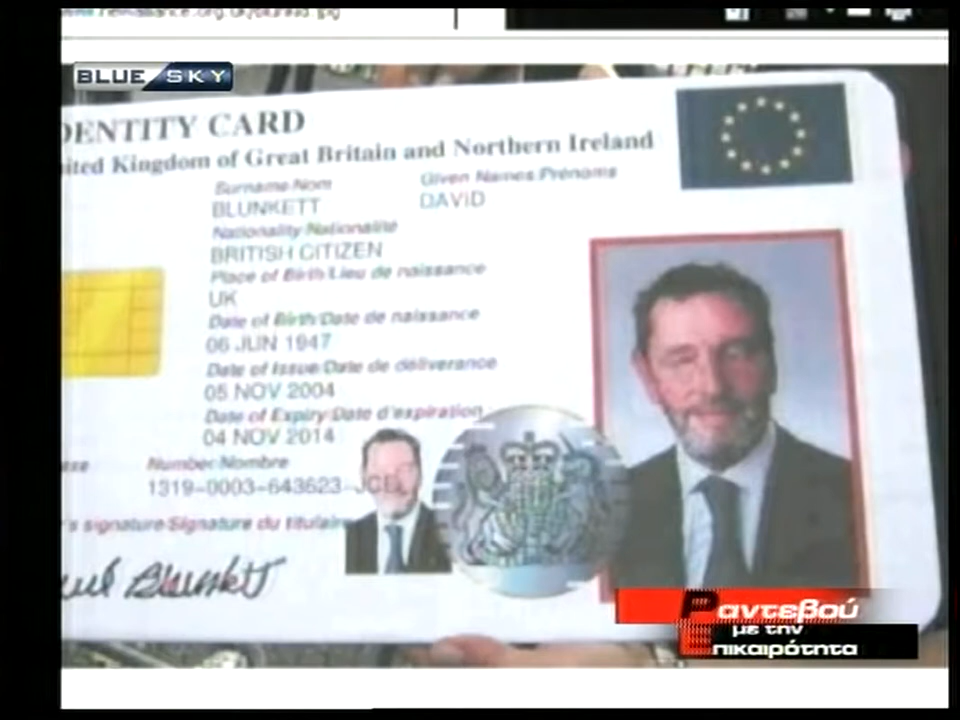 BLUE SKY
DENTITY CARD
ited Kingdom of Great Britain and Northern Ireland
Surname/Nom Given Names/Prénoms
BLUNKETT DAVID
Nationality/Nationalité
BRITISH CITIZEN
Place of Birth/Lieu de naissance
UK
Date of Birth/Date de naissance
06 JUN 1947
Date of Issue/Date de délivérance
05 NOV 2004
Date of Expiry/Date d'expiration
04 NOV 2014
Number/Nombre
1319-0003-643623-JCE
's signature/Signature du titulaire
Blunkett
Ραντεβού
με την
Επικαιρότητα